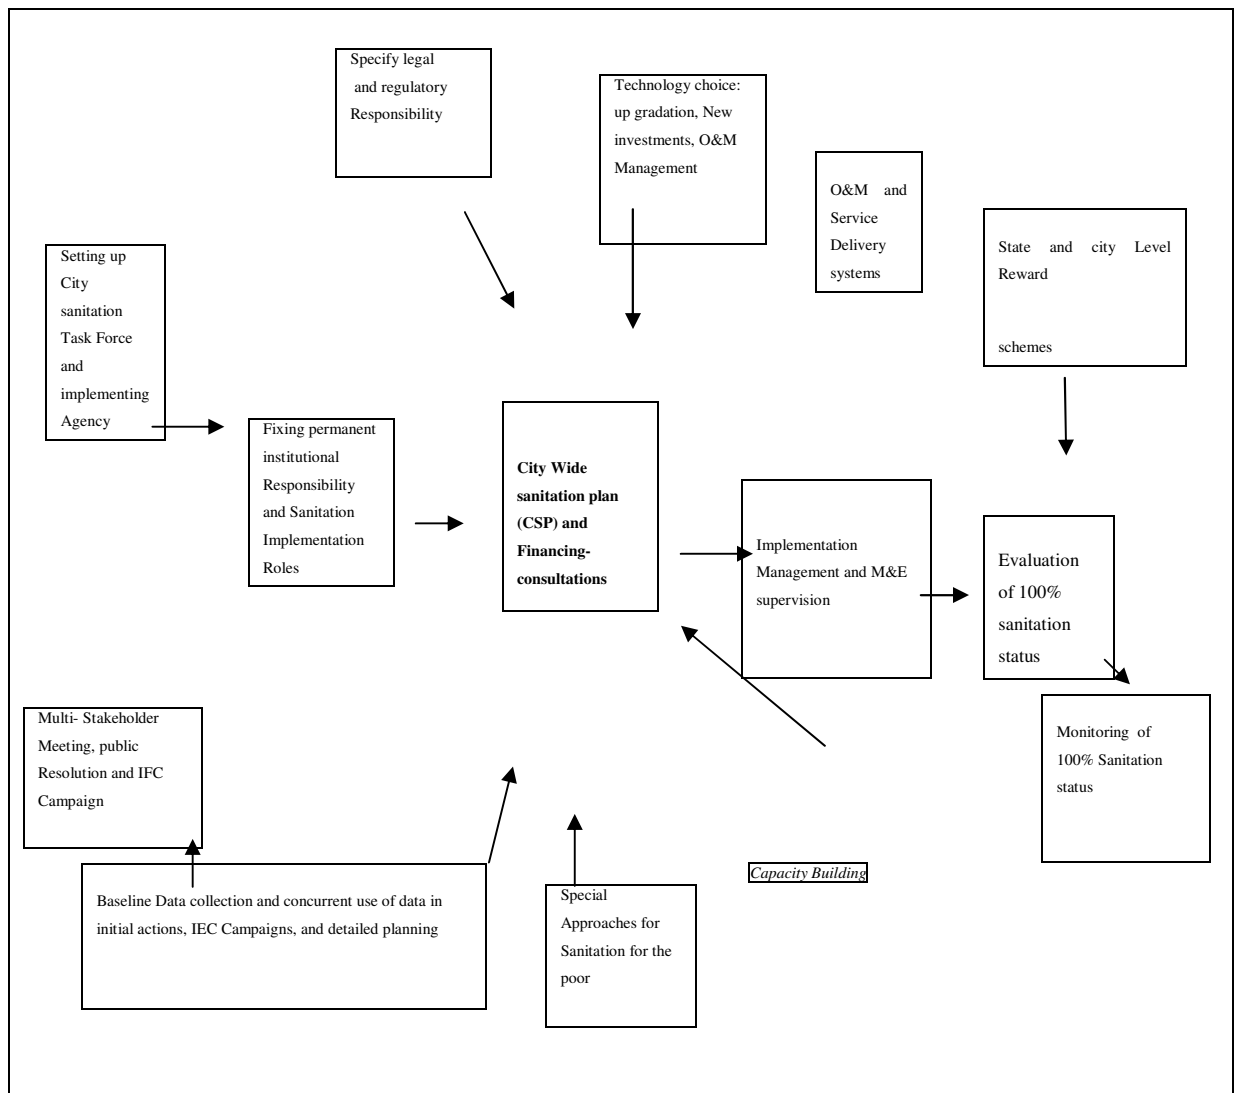 Specify legal
and regulatory
Responsibility
Technology choice:
up gradation, New
investments, O&M
Management
O&M and
Service
Delivery
systems
State and city Level
Reward
schemes
Setting up
City
sanitation
Task Force
and
implementing
Agency
Fixing permanent
institutional
Responsibility
and Sanitation
Implementation
Roles
City Wide
sanitation plan
(CSP) and
Financing-
consultations
Implementation
Management and M&E
supervision
Evaluation
of 100%
sanitation
status
Monitoring of
100% Sanitation
status
Multi- Stakeholder
Meeting, public
Resolution and IFC
Campaign
Baseline Data collection and concurrent use of data in
initial actions, IEC Campaigns, and detailed planning
Special
Approaches for
Sanitation for the
poor
Capacity Building